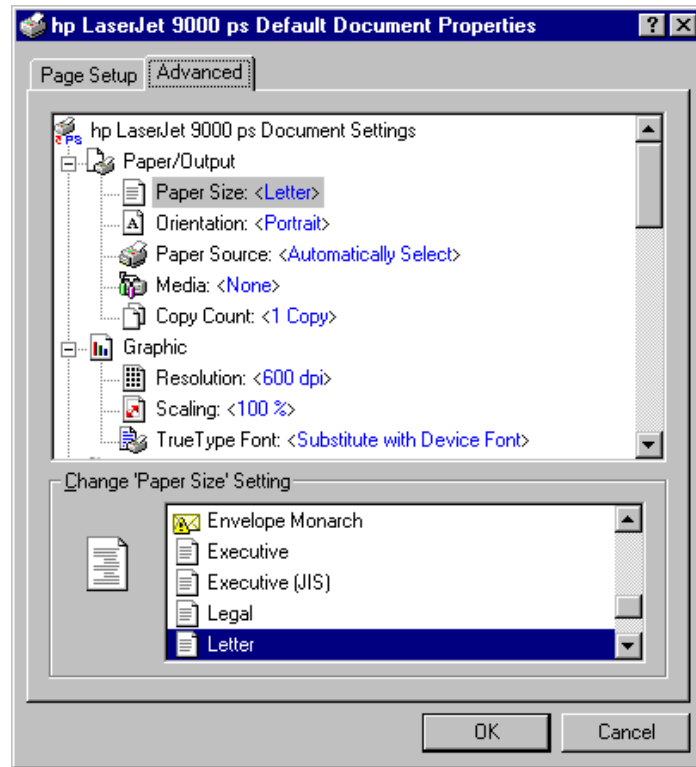 hp LaserJet 9000 ps Default Document Properties
Page Setup
Advanced
PS
hp LaserJet 9000 ps Document Settings
Paper/Output
Paper Size: <Letter>
A Orientation: <Portrait>
Paper Source: <Automatically Select>
Media: <None>
Copy Count: <1 Copy>
Graphic
Resolution: <600 dpi>
Scaling: <100 %>
TrueType Font: <Substitute with Device Font>
Change 'Paper Size' Setting
Envelope Monarch
Executive
Executive (JIS)
Legal
Letter
OK
Cancel